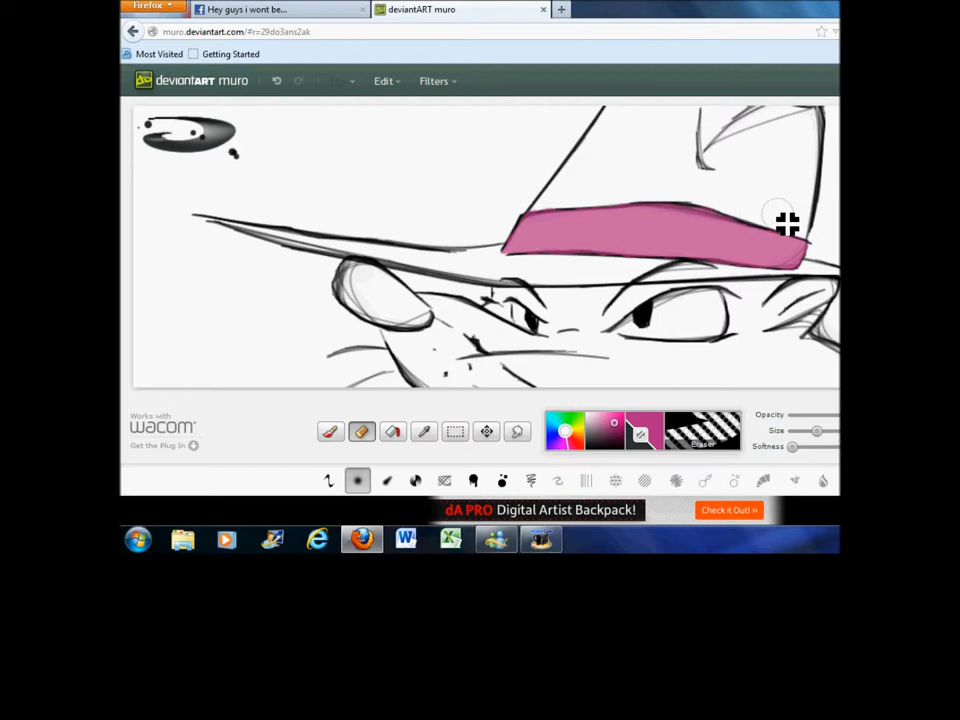 Firefox
Hey guys i wont be...
deviantART muro
muro.deviantart.com/#r=29do3ans2ak
Most Visited
Getting Started
deviantART muro
Edit
Filters
Works with
wacom
Get the Plug In
Eraser
Opacity
Size
Softness
dA PRO Digital Artist Backpack!
Check it Out! »